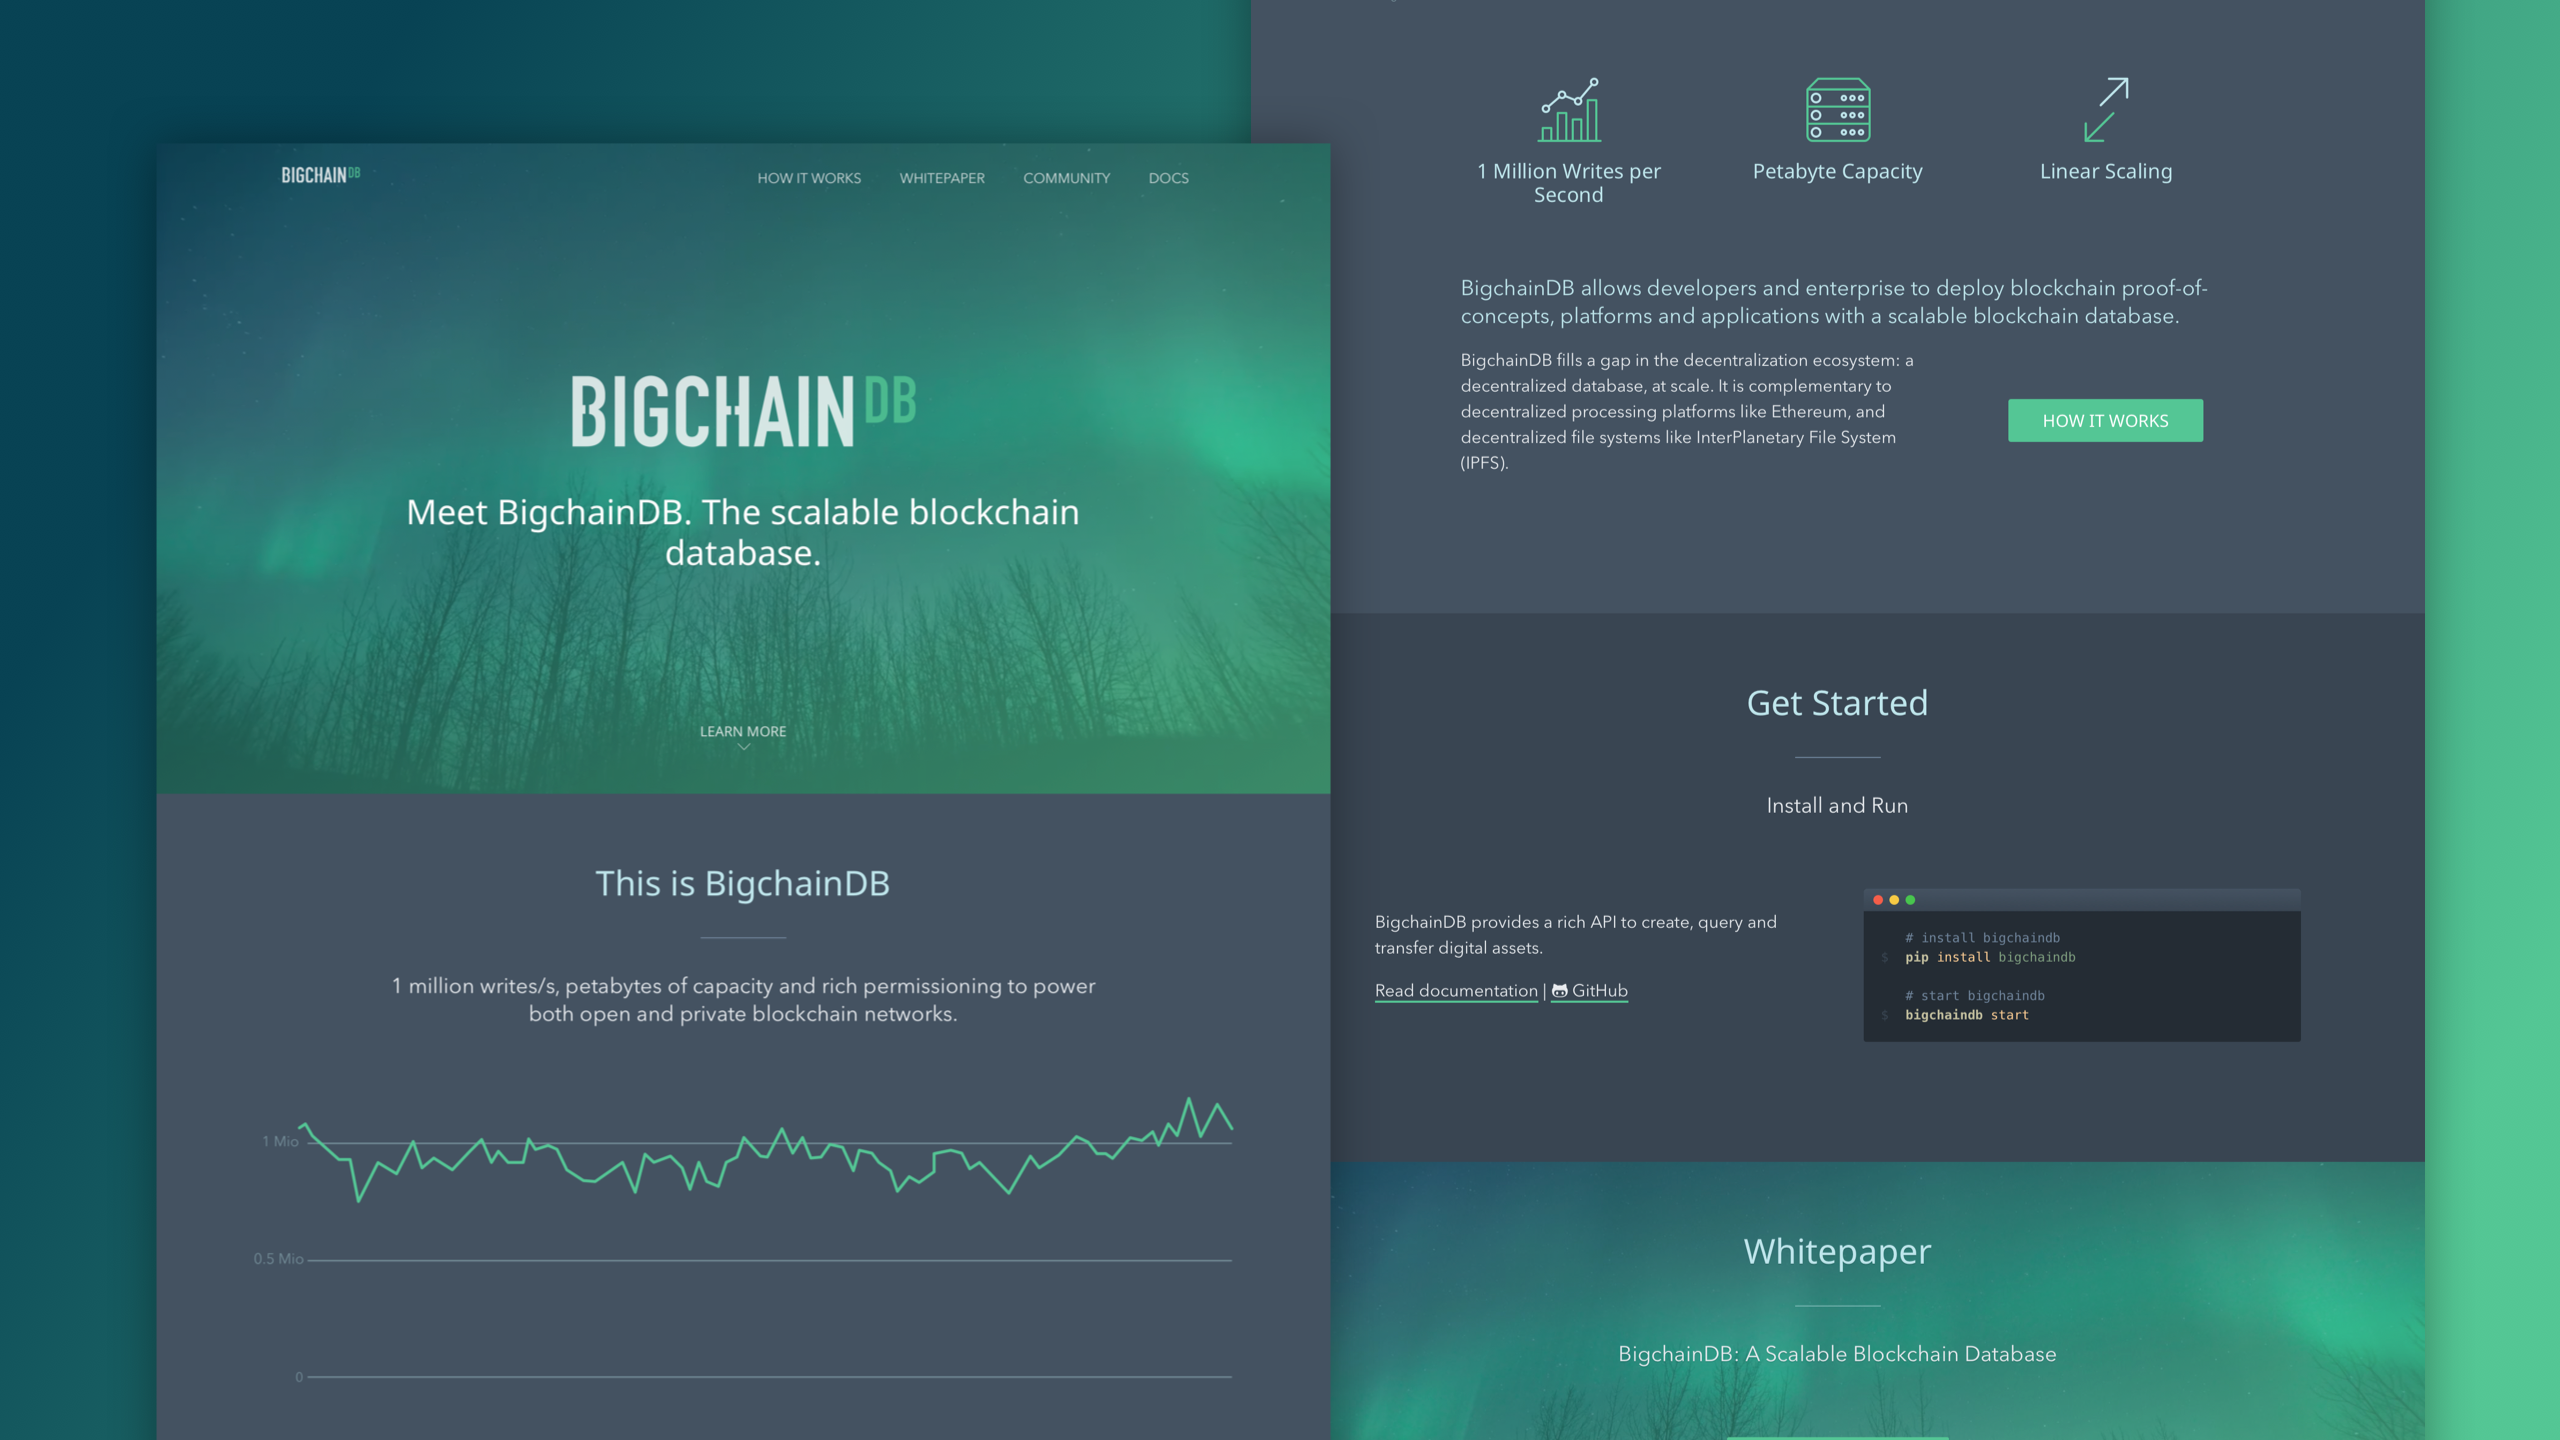 BIGCHAINDB
HOW IT WORKS
WHITEPAPER
COMMUNITY
DOCS
BIGCHAINDB
Meet BigchainDB. The scalable blockchain
database.
LEARN MORE
This is BigchainDB
1 million writes/s, petabytes of capacity and rich permissioning to power
both open and private blockchain networks.
1 Mio
0.5 Mio
0
1 Million Writes per
Second
Petabyte Capacity
Linear Scaling
BigchainDB allows developers and enterprise to deploy blockchain proof-of-
concepts, platforms and applications with a scalable blockchain database.
BigchainDB fills a gap in the decentralization ecosystem: a
decentralized database, at scale. It is complementary to
decentralized processing platforms like Ethereum, and
decentralized file systems like InterPlanetary File System
(IPFS).
HOW IT WORKS
Get Started
Install and Run
BigchainDB provides a rich API to create, query and
transfer digital assets.
Read documentation | GitHub
# install bigchaindb
$ pip install bigchaindb
# start bigchaindb
$ bigchaindb start
Whitepaper
BigchainDB: A Scalable Blockchain Database